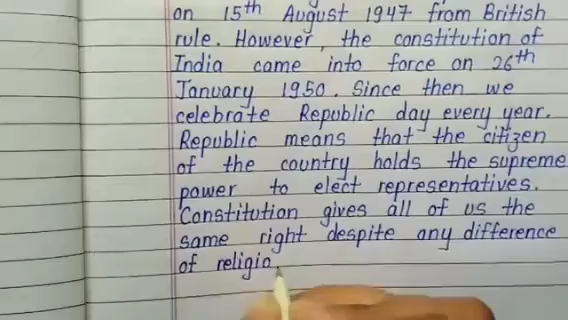 on 15th August 1947 from British
rule. However, the constitution of
India came into force on 26th
January 1950. Since then we
celebrate Republic day every year.
Republic means that the citizen
of the country holds the supreme
power to elect representatives.
Constitution gives all of us the
same right despite any difference
of religio